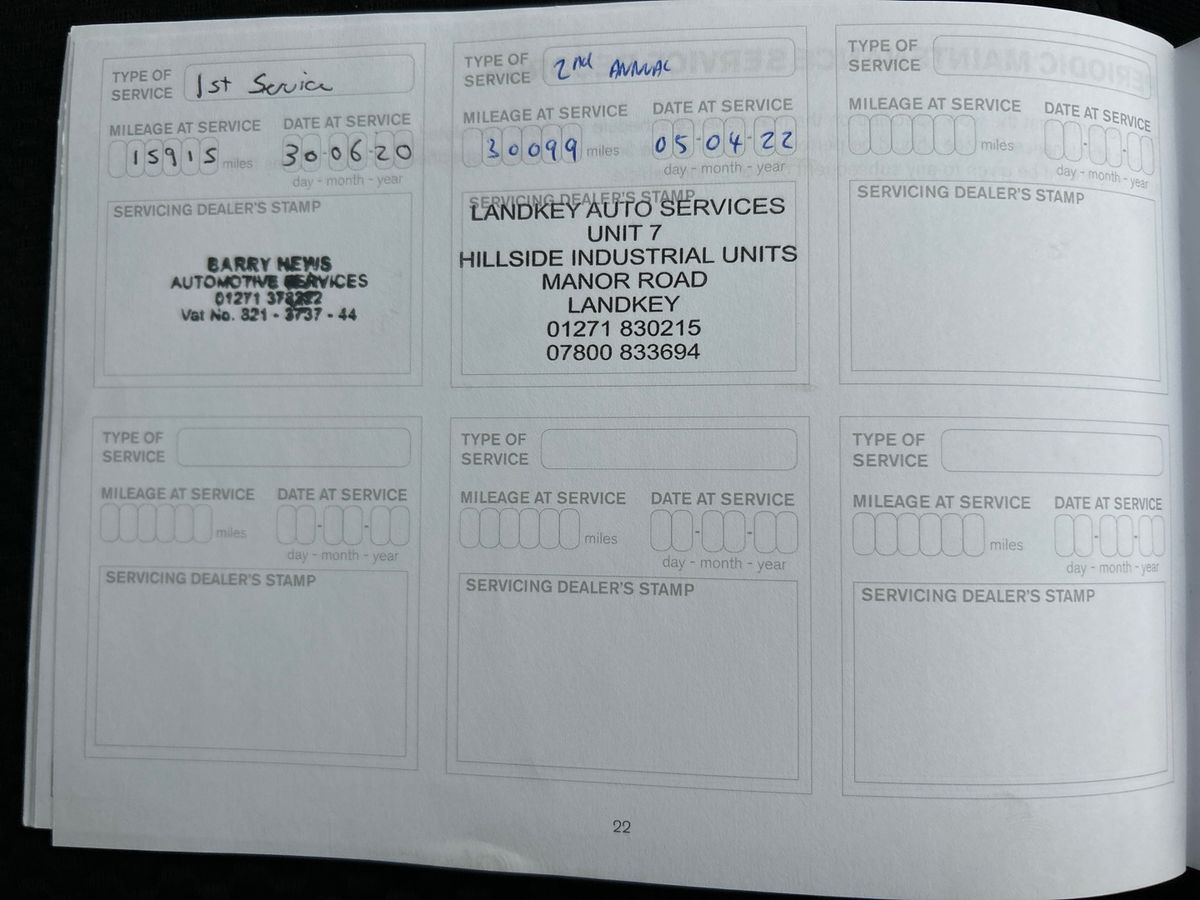 TYPE OF
SERVICE
1st Service
MILEAGE AT SERVICE
DATE AT SERVICE
15915 miles
30-06-20
day - month - year
SERVICING DEALER'S STAMP
BARRY
AUTOMOTIVE SERVICES
01271
Vat No. 821 - 3737 - 44
TYPE OF
SERVICE
2nd ANNUAL
MILEAGE AT SERVICE
DATE AT SERVICE
30099 miles
05-04-22
day - month - year
SERVICING DEALER'S STAMP
LANDKEY AUTO SERVICES
UNIT 7
HILLSIDE INDUSTRIAL UNITS
MANOR ROAD
LANDKEY
01271 830215
07800 833694
TYPE OF
SERVICE
MILEAGE AT SERVICE
DATE AT SERVICE
miles
day - month - year
SERVICING DEALER'S STAMP
TYPE OF
SERVICE
MILEAGE AT SERVICE
DATE AT SERVICE
miles
day - month - year
SERVICING DEALER'S STAMP
TYPE OF
SERVICE
MILEAGE AT SERVICE
DATE AT SERVICE
miles
day - month - year
SERVICING DEALER'S STAMP
TYPE OF
SERVICE
MILEAGE AT SERVICE
DATE AT SERVICE
miles
day - month - year
SERVICING DEALER'S STAMP
22